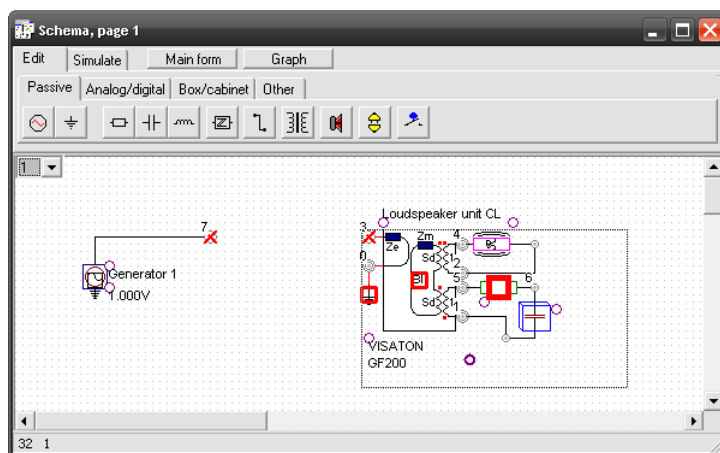 Schema, page 1
Edit Simulate Main form Graph
Passive Analog/digital Box/cabinet Other
1
Loudspeaker unit CL
7 3 Ze Zm 4
Sd 1
2
Generator 1
1.000V
0 Bl 5 6
Sd 1
1
VISATON
GF200
32 1